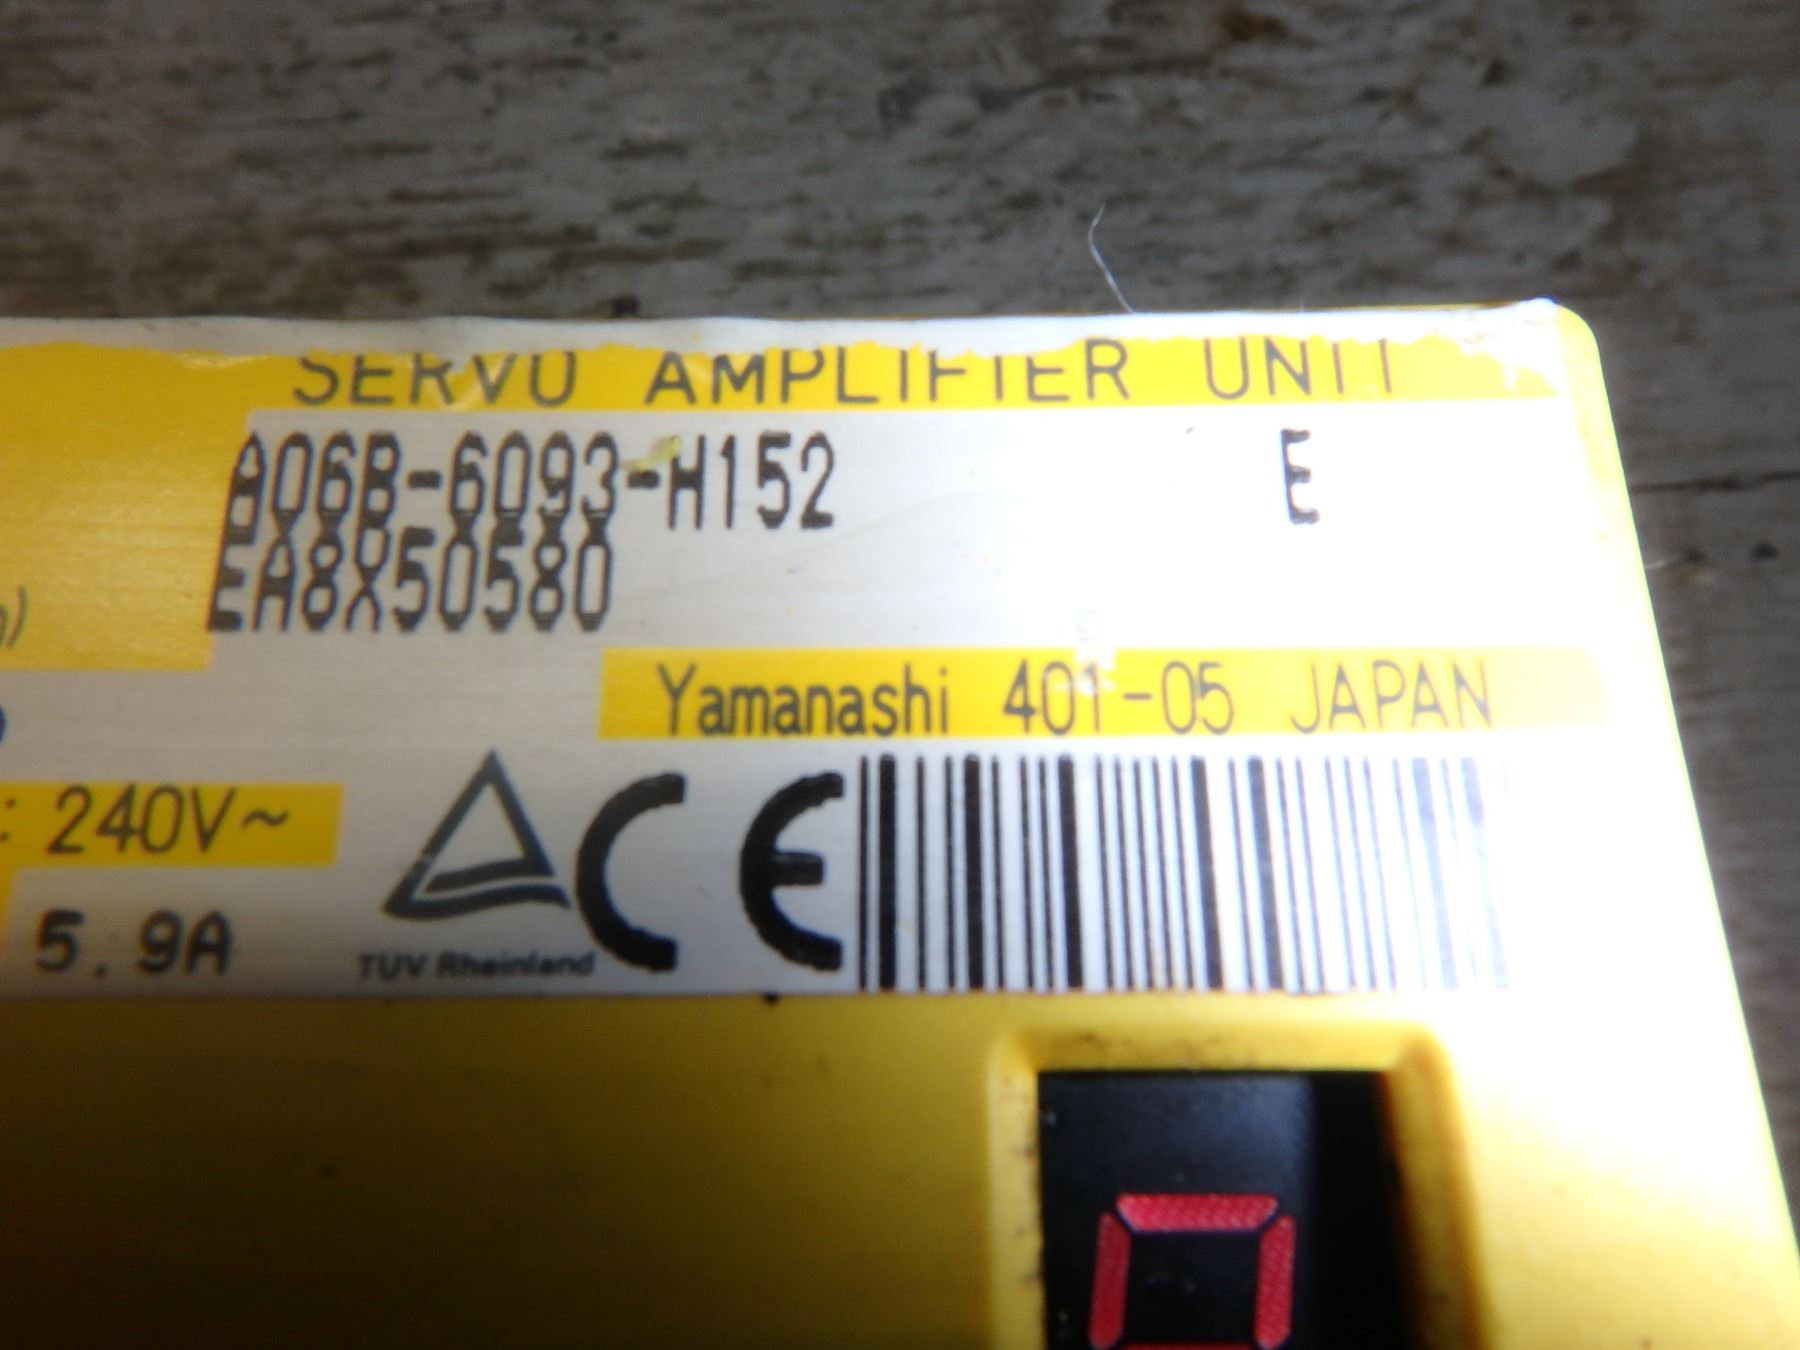 SERVO AMPLIFIER UNIT
A06B-6093-H152 E
EA8X50580
Yamanashi 401-05 JAPAN
: 240V~
5.9A
TUV Rheinland
CE